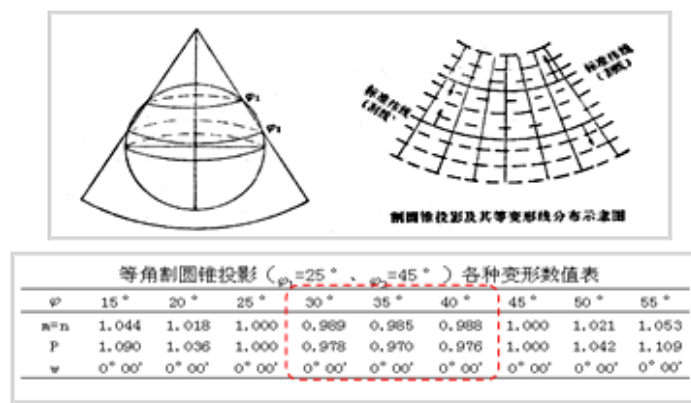 φ₁
φ₂
标准纬线
（割线）
标准纬线
（割线）
割圆锥投影及其等变形线分布示意图
等角割圆锥投影（φ₁=25°、φ₂=45°）各种变形数值表
φ 15° 20° 25° 30° 35° 40° 45° 50° 55°
m=n 1.044 1.018 1.000 0.989 0.985 0.988 1.000 1.021 1.053
P 1.090 1.036 1.000 0.978 0.970 0.976 1.000 1.042 1.109
w 0°00' 0°00' 0°00' 0°00' 0°00' 0°00' 0°00' 0°00' 0°00'